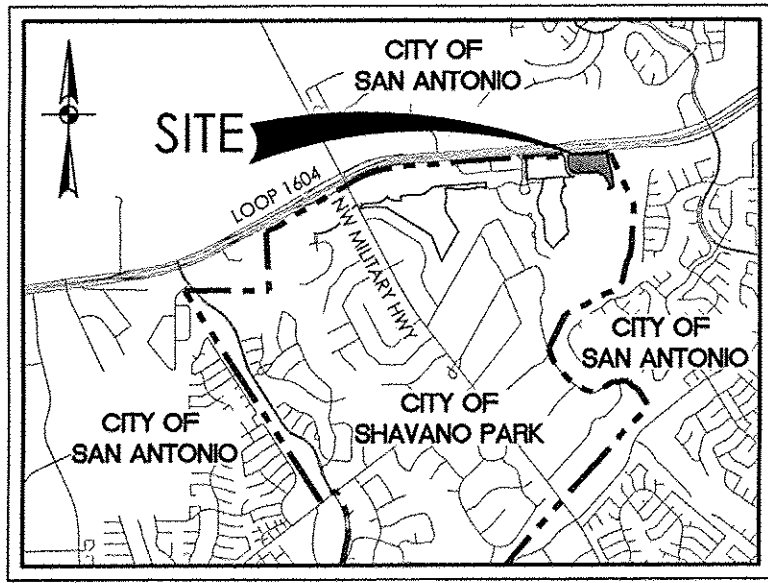 CITY OF
SAN ANTONIO
SITE
LOOP 1604
NW MILITARY HWY
CITY OF
SAN ANTONIO
CITY OF
SHAVANO PARK
CITY OF
SAN ANTONIO